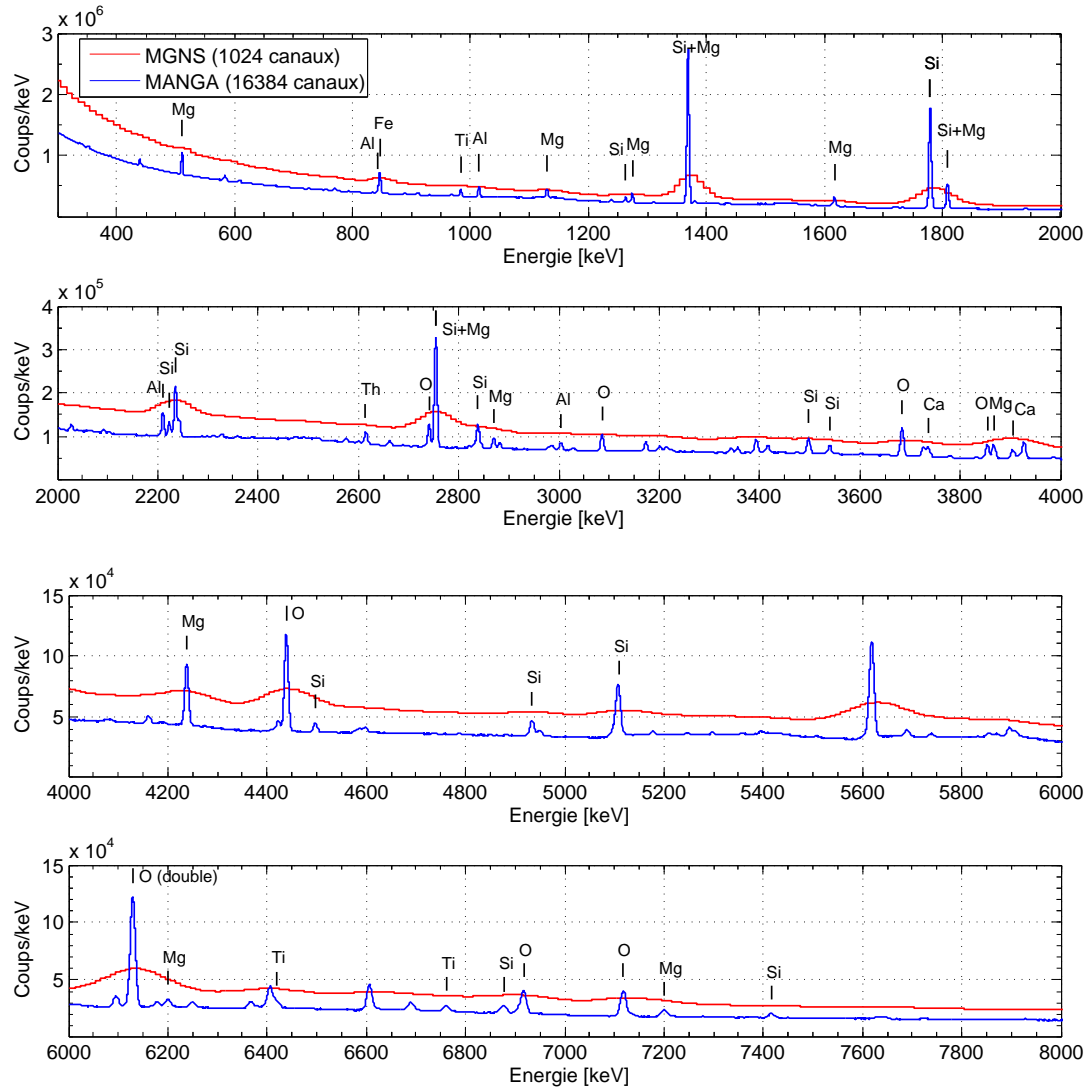 x 10^6
3
2
1
Coups/keV
MGNS (1024 canaux)
MANGA (16384 canaux)
Mg
Al
Fe
Ti
Al
Mg
Si
Mg
Si+Mg
Mg
Si
Si+Mg
400 600 800 1000 1200 1400 1600 1800 2000
Energie [keV]
x 10^5
4
3
2
1
Coups/keV
Al
Si
Si
Th
O
Si+Mg
Si
Mg
Al
O
Si
Si
O
Ca
O
Mg
Ca
2000 2200 2400 2600 2800 3000 3200 3400 3600 3800 4000
Energie [keV]
x 10^4
15
10
5
Coups/keV
Mg
O
Si
Si
Si
4000 4200 4400 4600 4800 5000 5200 5400 5600 5800 6000
Energie [keV]
x 10^4
15
10
5
Coups/keV
O (double)
Mg
Ti
Ti
Si
O
O
Mg
Si
6000 6200 6400 6600 6800 7000 7200 7400 7600 7800 8000
Energie [keV]